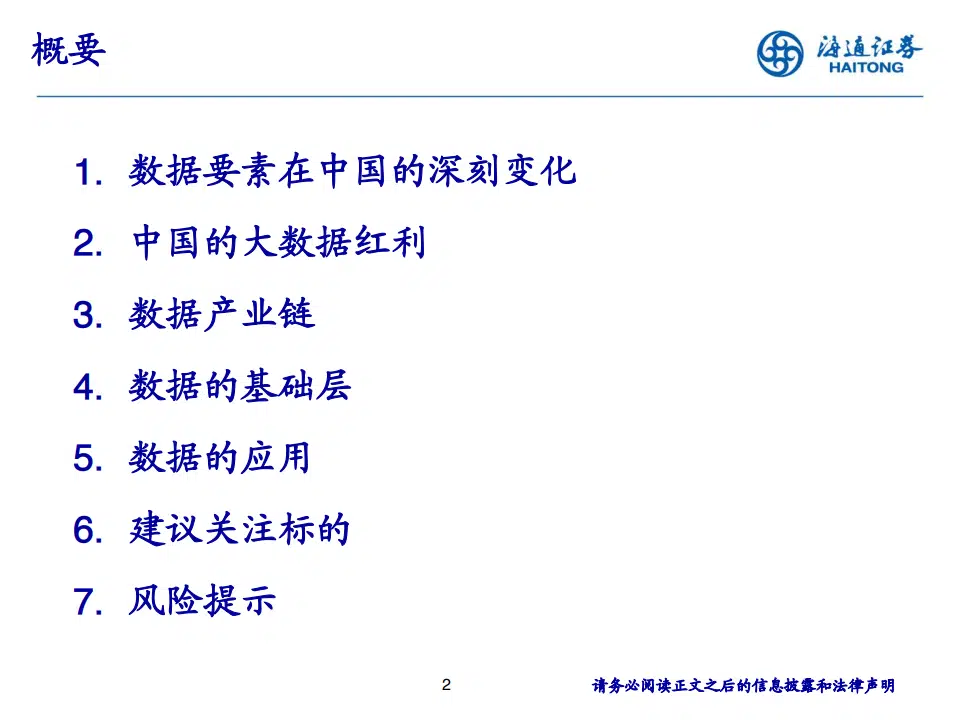 概要
海通证券
HAITONG
1. 数据要素在中国的深刻变化
2. 中国的大数据红利
3. 数据产业链
4. 数据的基础层
5. 数据的应用
6. 建议关注标的
7. 风险提示
2
请务必阅读正文之后的信息披露和法律声明